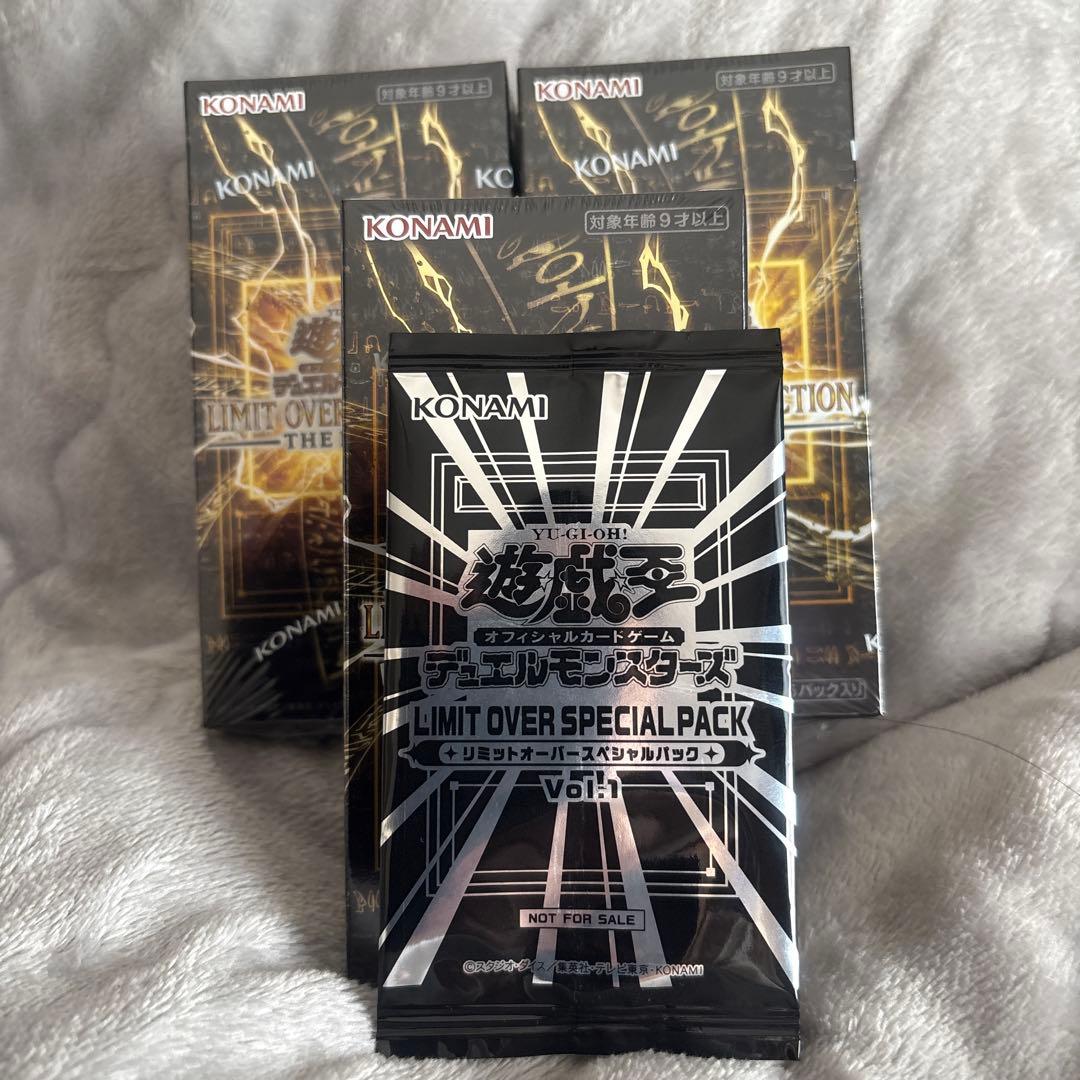 KONAMI
対象年齢9才以上
KONAMI
KONAMI
対象年齢9才以上
KONAMI
KC
LIMIT OVER
THE
KONAMI
CTION
パック入り
KONAMI
対象年齢9才以上
KONAMI
YU-GI-OH!
遊戯王
オフィシャルカードゲーム
デュエルモンスターズ
LIMIT OVER SPECIAL PACK
リミットオーバースペシャルパック
Vol.1
NOT FOR SALE
©スタジオ・ダイス/集英社・テレビ東京・KONAMI